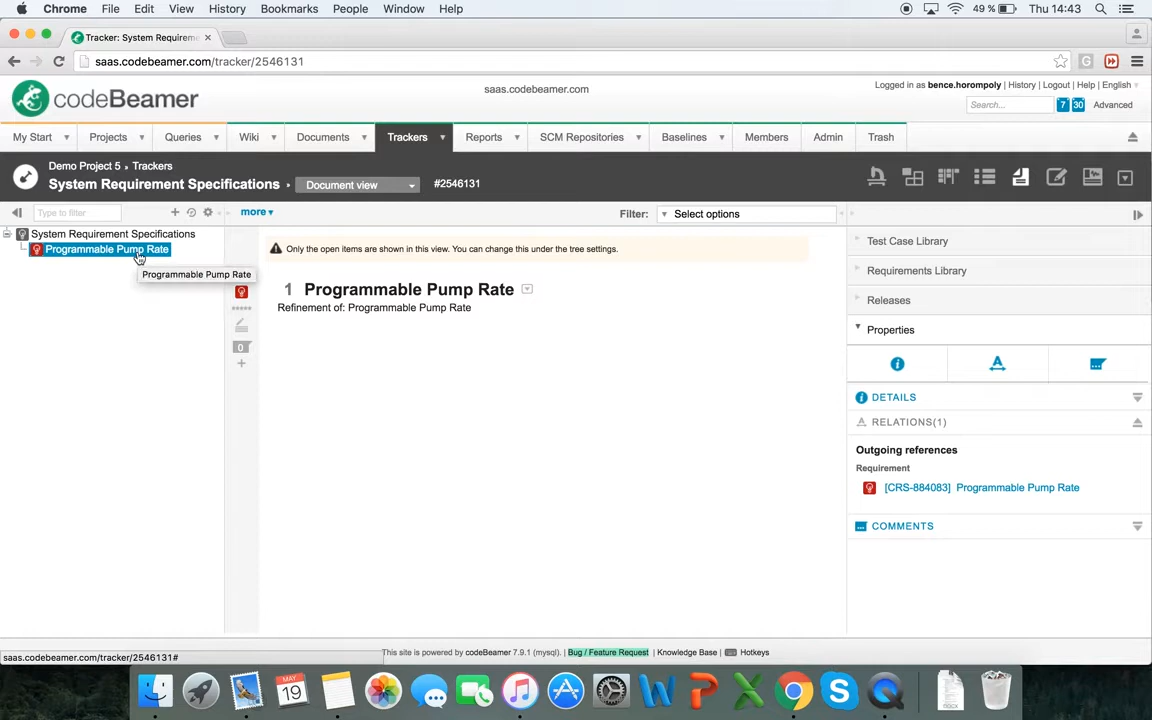 Chrome File Edit View History Bookmarks People Window Help 49 % Thu 14:43
Tracker: System Requireme
saas.codebeamer.com/tracker/2546131
codeBeamer
saas.codebeamer.com
Logged in as bence.horompoly | History | Logout | Help | English
Search... 7 30 Advanced
My Start Projects Queries Wiki Documents Trackers Reports SCM Repositories Baselines Members Admin Trash
Demo Project 5 Trackers
System Requirement Specifications Document view #2546131
Type to filter
more
Filter: Select options
System Requirement Specifications
Programmable Pump Rate
Programmable Pump Rate
Only the open items are shown in this view. You can change this under the tree settings.
1 Programmable Pump Rate
Refinement of: Programmable Pump Rate
0
Test Case Library
Requirements Library
Releases
Properties
DETAILS
RELATIONS(1)
Outgoing references
Requirement
[CRS-884083] Programmable Pump Rate
COMMENTS
saas.codebeamer.com/tracker/2546131#
This site is powered by codeBeamer 7.9.1 (mysql). | Bug / Feature Request | Knowledge Base | Hotkeys
MAY
19
DOCX